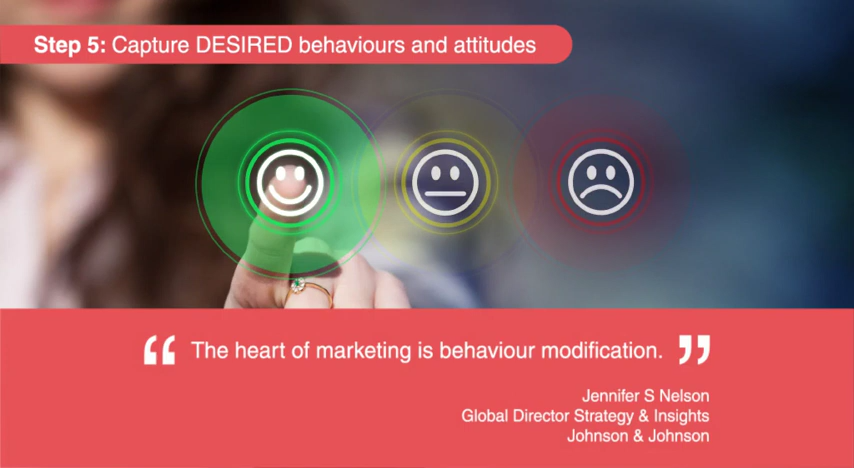 Step 5: Capture DESIRED behaviours and attitudes
“ The heart of marketing is behaviour modification. ”
Jennifer S Nelson
Global Director Strategy & Insights
Johnson & Johnson